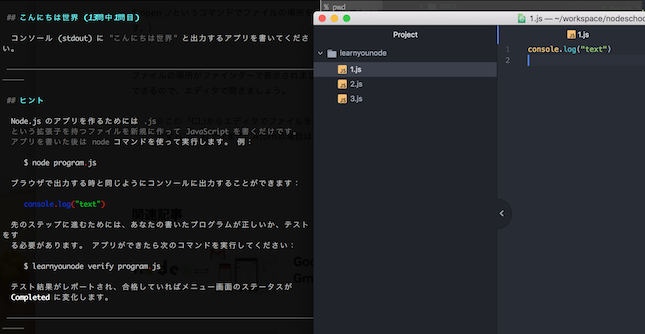 ## こんにちは世界 (13問中1問目)
コンソール (stdout) に "こんにちは世界" と出力するアプリを書いてくださ
い。
## ヒント
Node.js のアプリを作るためには .js
という拡張子を持つファイルを新規に作って JavaScript を書くだけです。
アプリを書いた後は node コマンドを使って実行します。 例：
$ node program.js
ブラウザで出力する時と同じようにコンソールに出力することができます：
console.log("text")
先のステップに進むためには、あなたの書いたプログラムが正しいか、テスト
をす
る必要があります。 アプリができたら次のコマンドを実行してください：
$ learnyounode verify program.js
テスト結果がレポートされ、合格していればメニュー画面のステータスが
Completed に変化します。
$ pwd
1.js — ~/workspace/nodeschoo
Project
learnyounode
1.js
2.js
3.js
1.js
1 console.log("text")
2